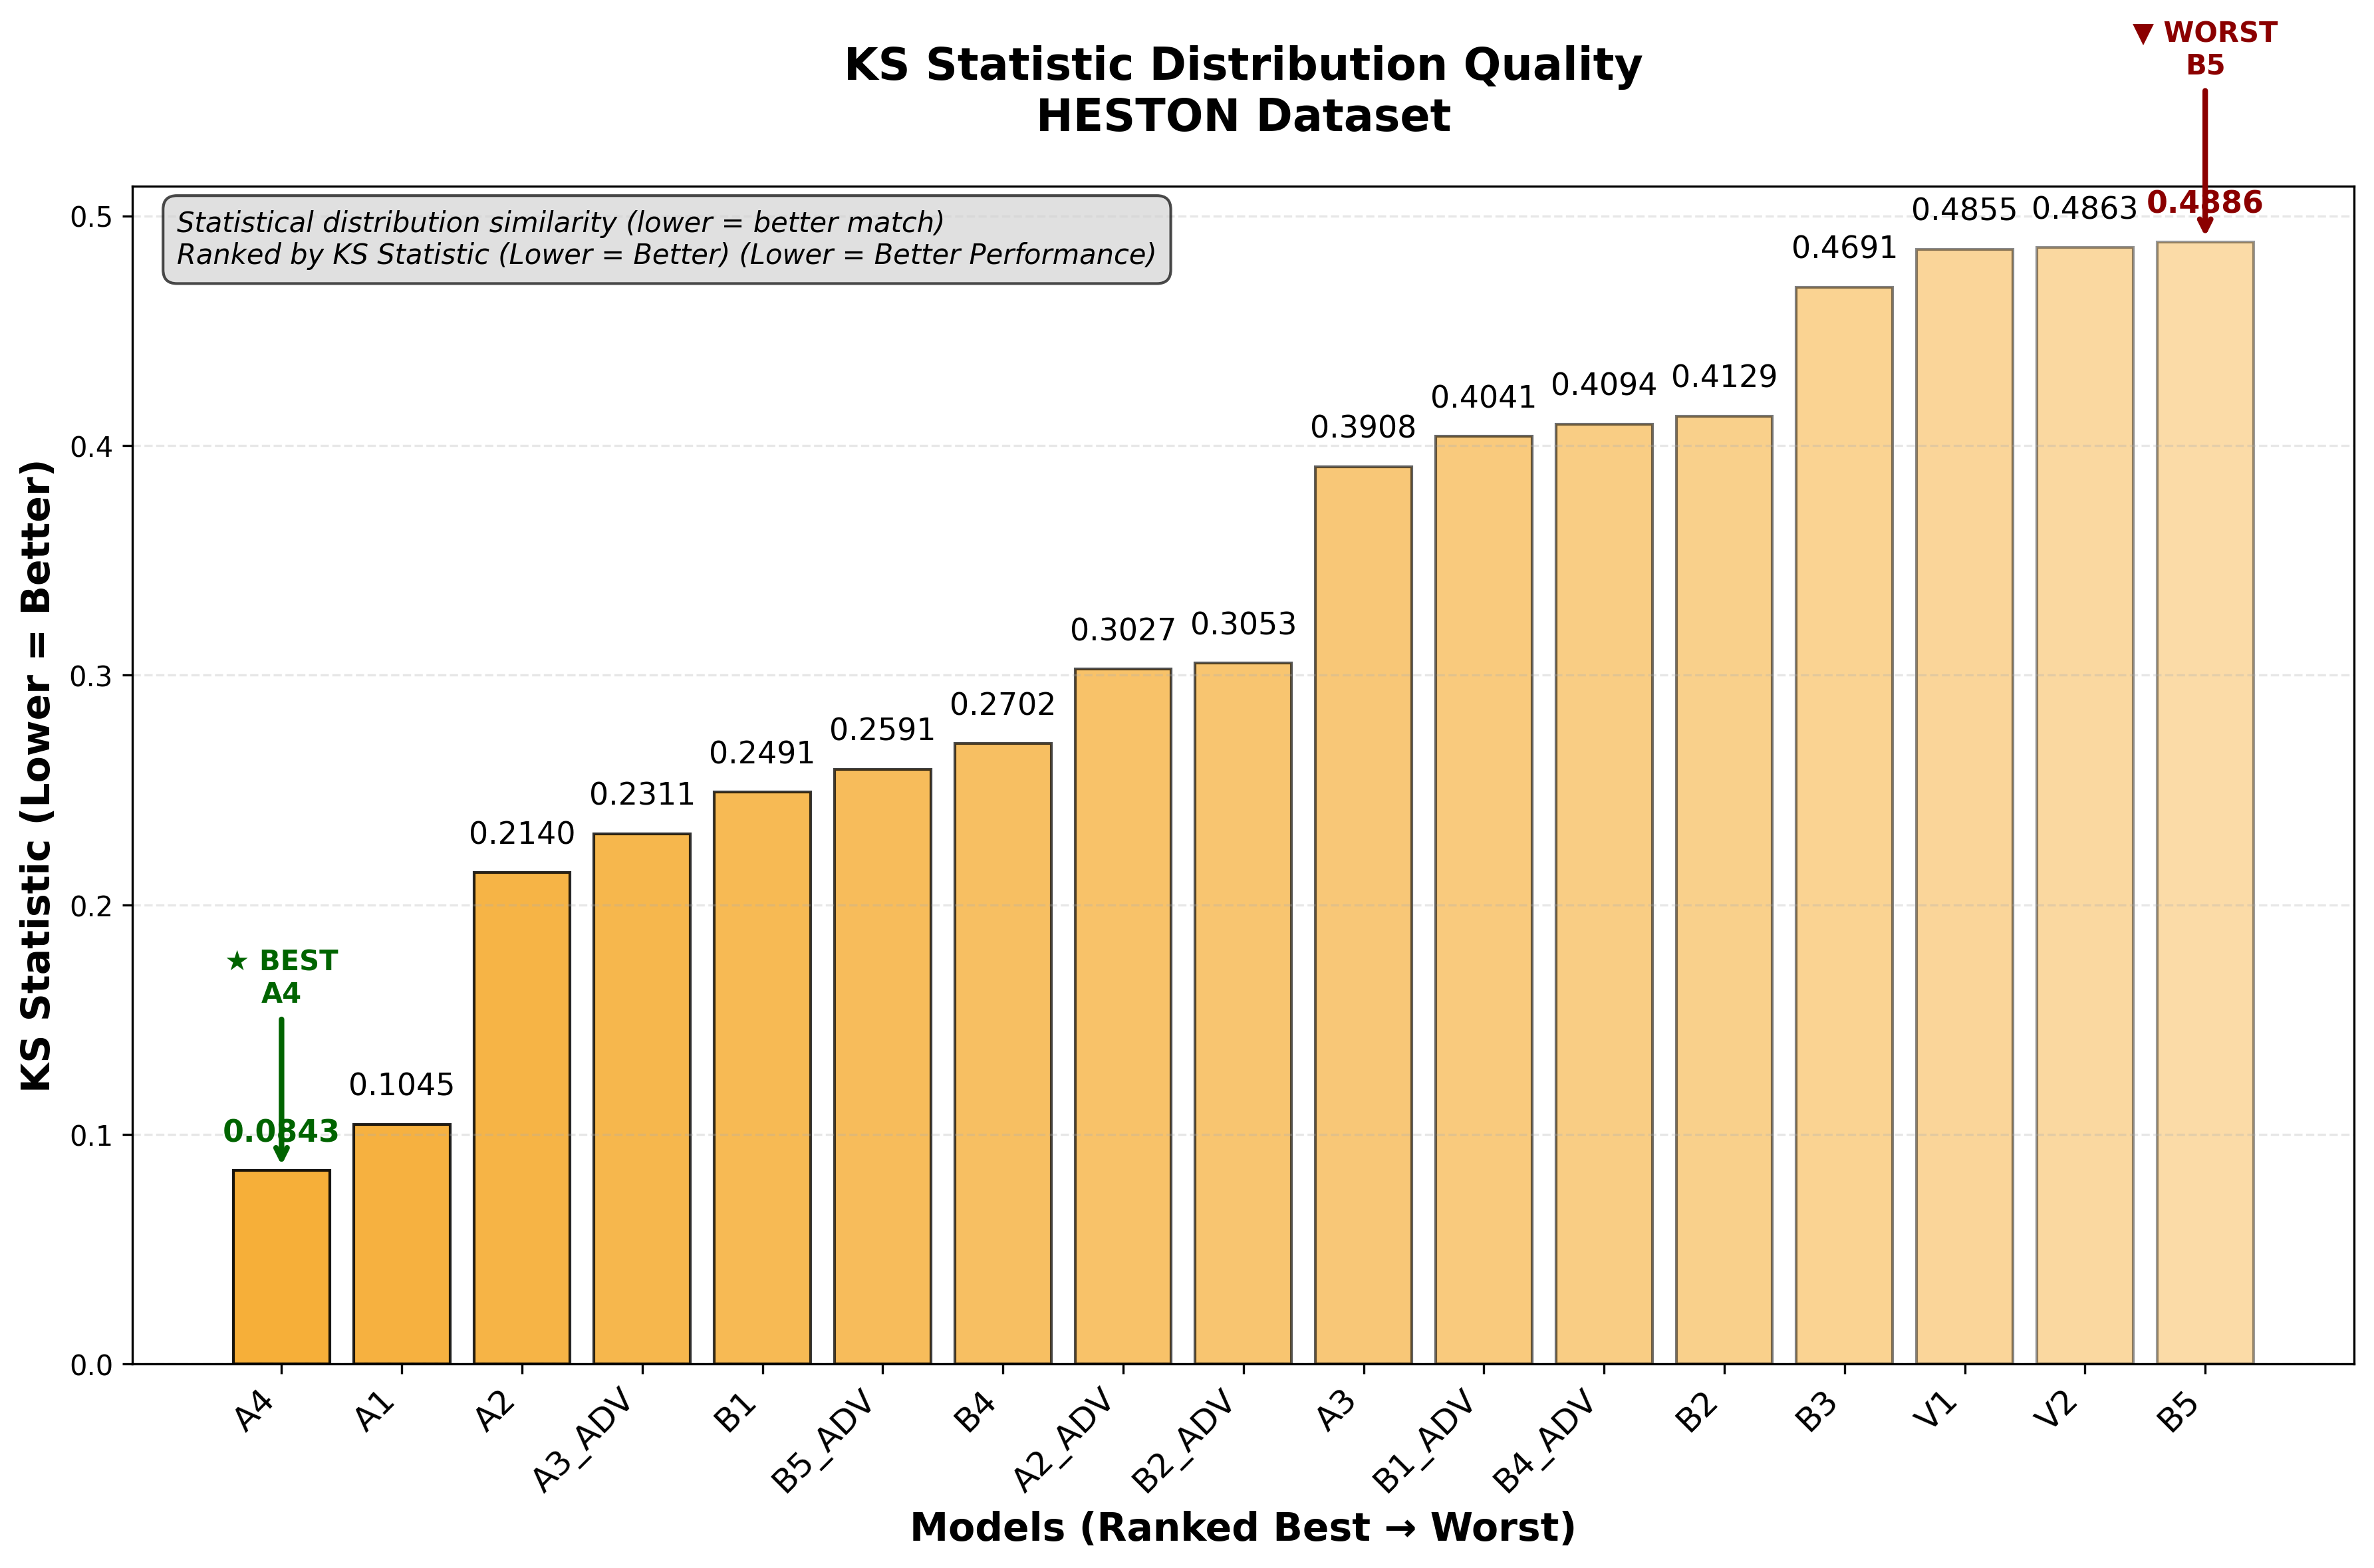 ▼ WORST
B5
KS Statistic Distribution Quality
HESTON Dataset
Statistical distribution similarity (lower = better match)
Ranked by KS Statistic (Lower = Better) (Lower = Better Performance)
KS Statistic (Lower = Better)
0.5
0.4
0.3
0.2
0.1
0.0
★ BEST
A4
0.0843
0.1045
0.2140
0.2311
0.2491
0.2591
0.2702
0.3027
0.3053
0.3908
0.4041
0.4094
0.4129
0.4691
0.4855
0.4863
0.4886
A4
A1
A2
A3_ADV
B1
B5_ADV
B4
A2_ADV
B2_ADV
A3
B1_ADV
B4_ADV
B2
B3
V1
V2
B5
Models (Ranked Best → Worst)